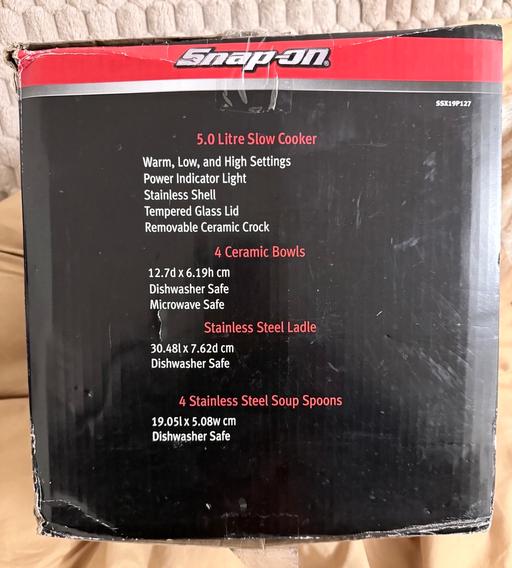 Snap-on®
SSX19P127
5.0 Litre Slow Cooker
Warm, Low, and High Settings
Power Indicator Light
Stainless Shell
Tempered Glass Lid
Removable Ceramic Crock
4 Ceramic Bowls
12.7d x 6.19h cm
Dishwasher Safe
Microwave Safe
Stainless Steel Ladle
30.48l x 7.62d cm
Dishwasher Safe
4 Stainless Steel Soup Spoons
19.05l x 5.08w cm
Dishwasher Safe